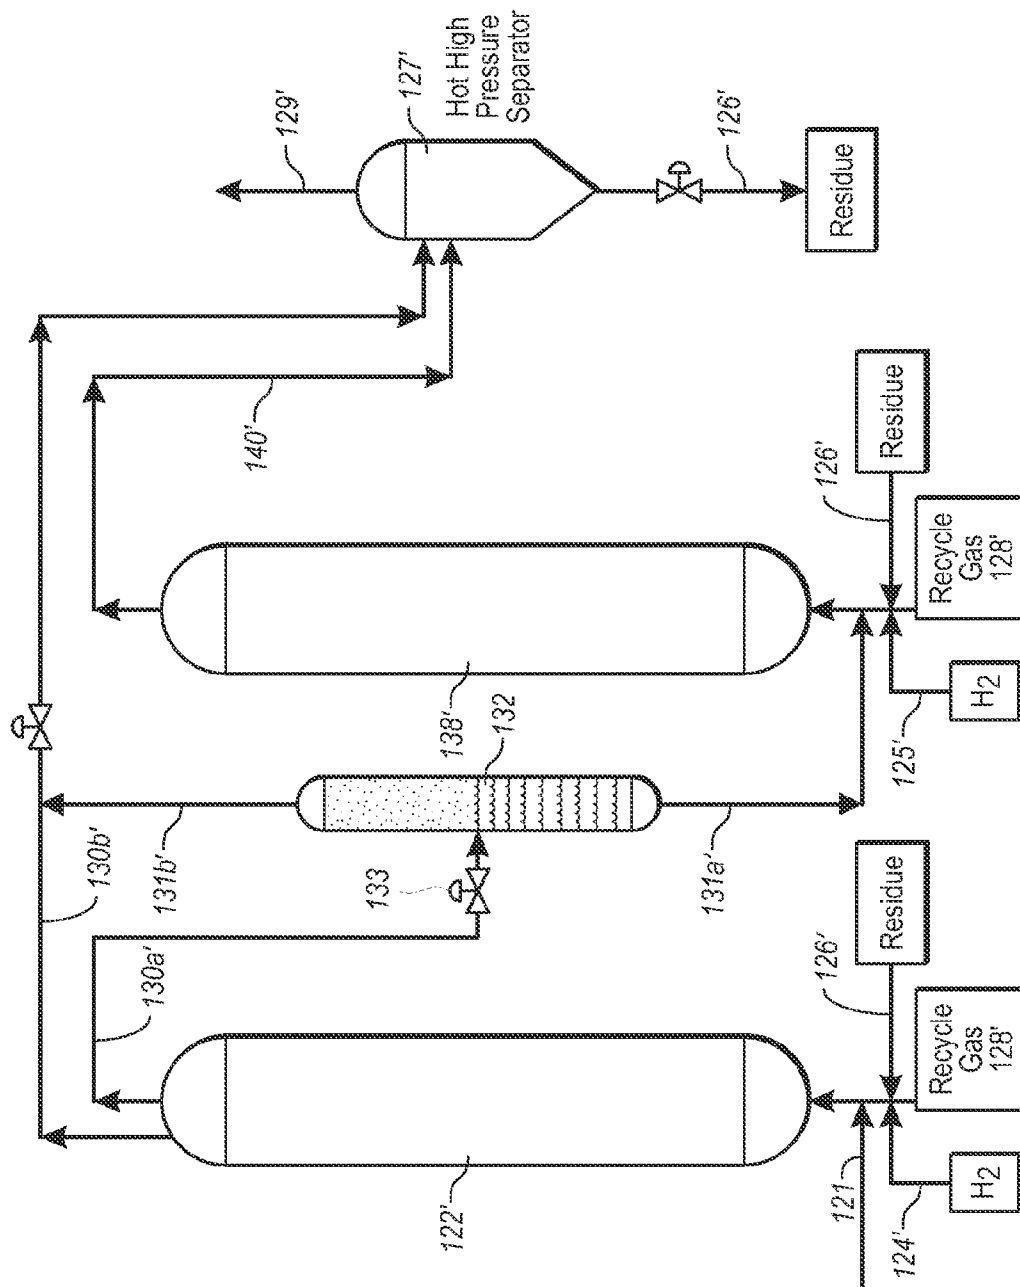 129'
127'
Hot High
Pressure
Separator
126'
Residue
140'
138'
132
126'
Residue
Recycle
Gas
128'
125'
H2
130b'
131b'
133
131a'
130a'
122'
126'
Residue
Recycle
Gas
128'
121
124'
H2